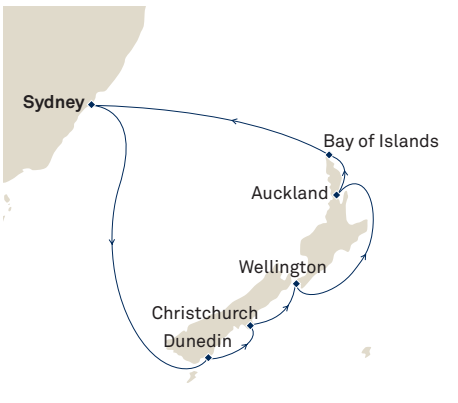 Sydney
Bay of Islands
Auckland
Wellington
Christchurch
Dunedin